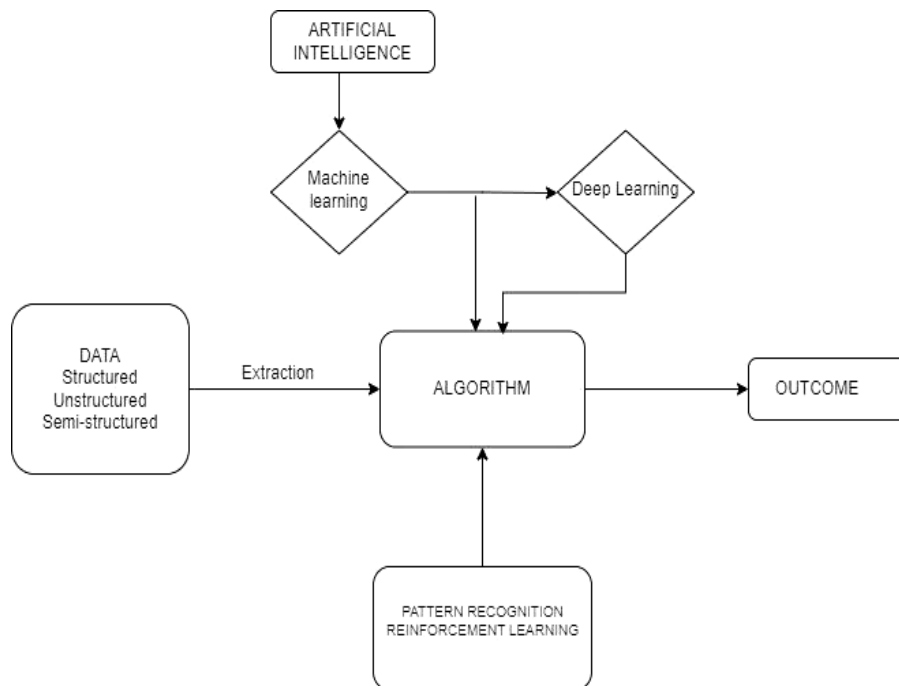 ARTIFICIAL
INTELLIGENCE
Machine
learning
Deep Learning
DATA
Structured
Unstructured
Semi-structured
Extraction
ALGORITHM
OUTCOME
PATTERN RECOGNITION
REINFORCEMENT LEARNING